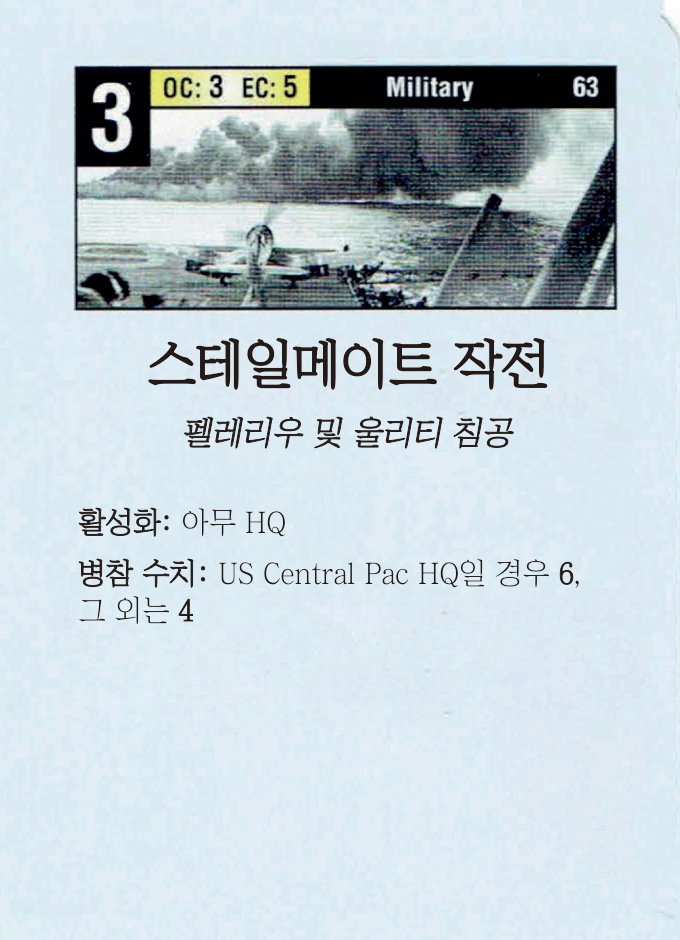 3 OC: 3 EC: 5 Military 63
스테일메이트 작전
펠레리우 및 울리티 침공
활성화: 아무 HQ
병참 수치: US Central Pac HQ일 경우 6,
그 외는 4